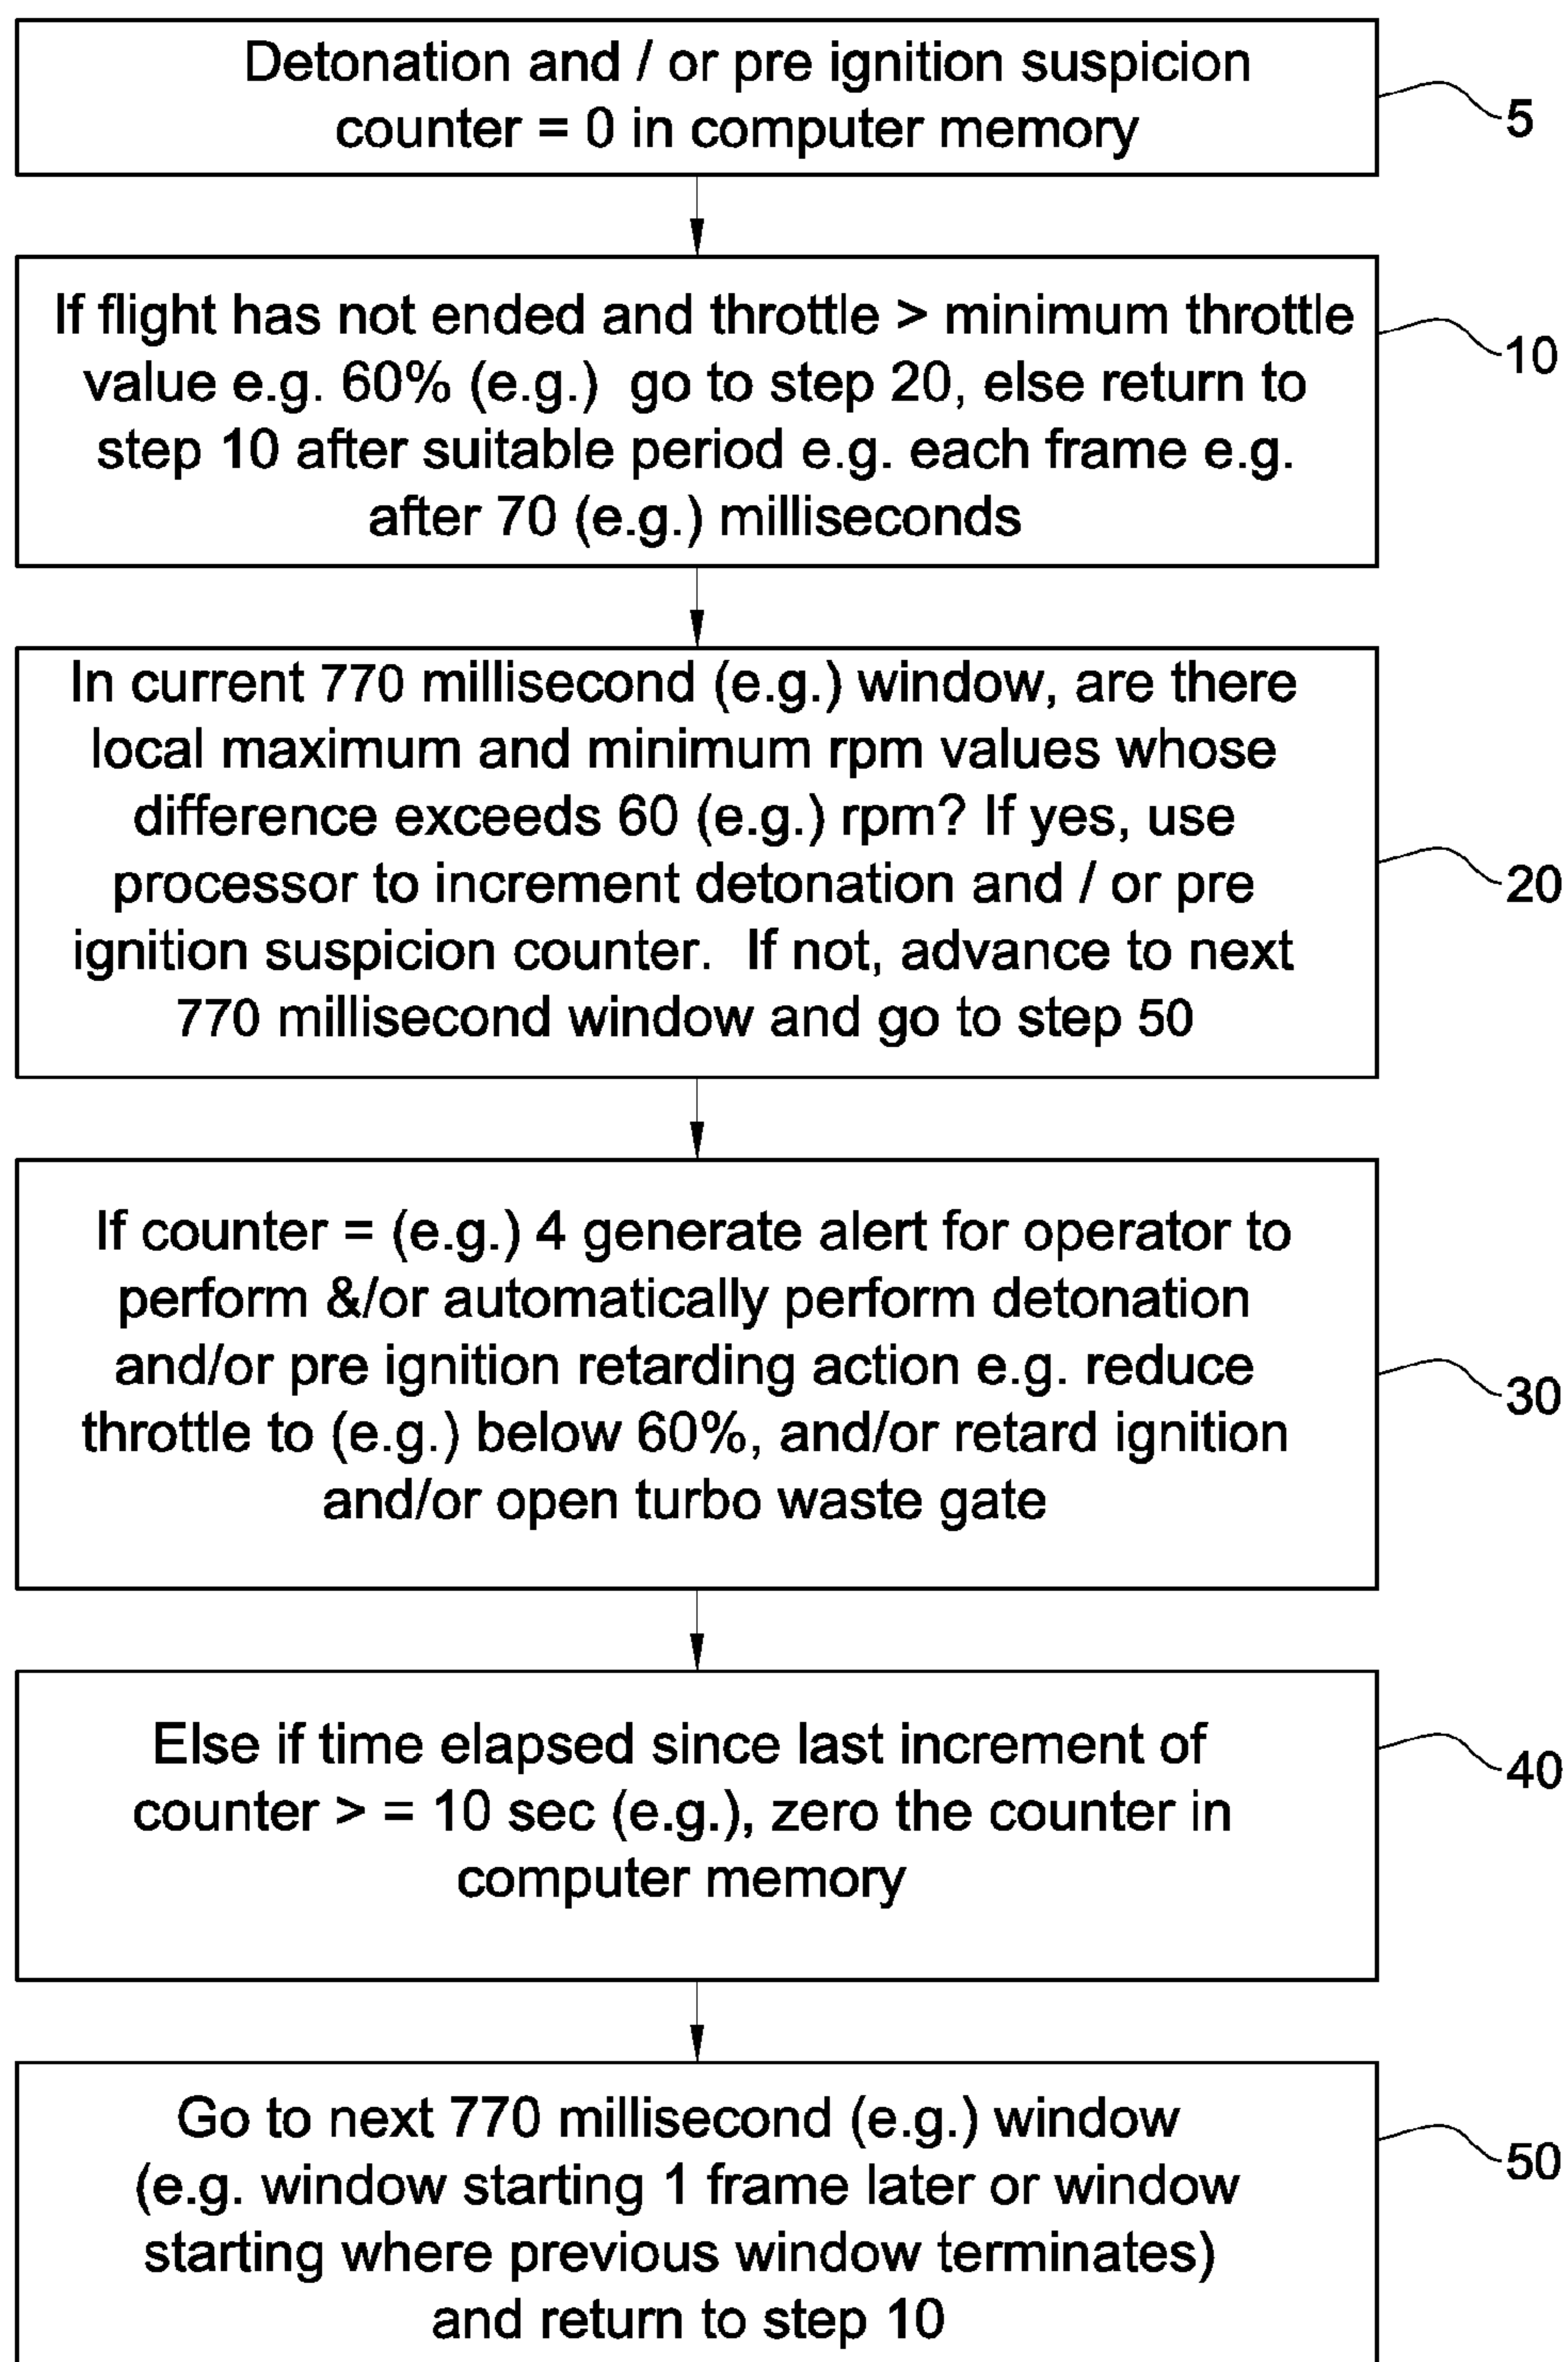 Detonation and / or pre ignition suspicion
counter = 0 in computer memory
5
If flight has not ended and throttle > minimum throttle
value e.g. 60% (e.g.) go to step 20, else return to
step 10 after suitable period e.g. each frame e.g.
after 70 (e.g.) milliseconds
10
In current 770 millisecond (e.g.) window, are there
local maximum and minimum rpm values whose
difference exceeds 60 (e.g.) rpm? If yes, use
processor to increment detonation and / or pre
ignition suspicion counter. If not, advance to next
770 millisecond window and go to step 50
20
If counter = (e.g.) 4 generate alert for operator to
perform &/or automatically perform detonation
and/or pre ignition retarding action e.g. reduce
throttle to (e.g.) below 60%, and/or retard ignition
and/or open turbo waste gate
30
Else if time elapsed since last increment of
counter > = 10 sec (e.g.), zero the counter in
computer memory
40
Go to next 770 millisecond (e.g.) window
(e.g. window starting 1 frame later or window
starting where previous window terminates)
and return to step 10
50